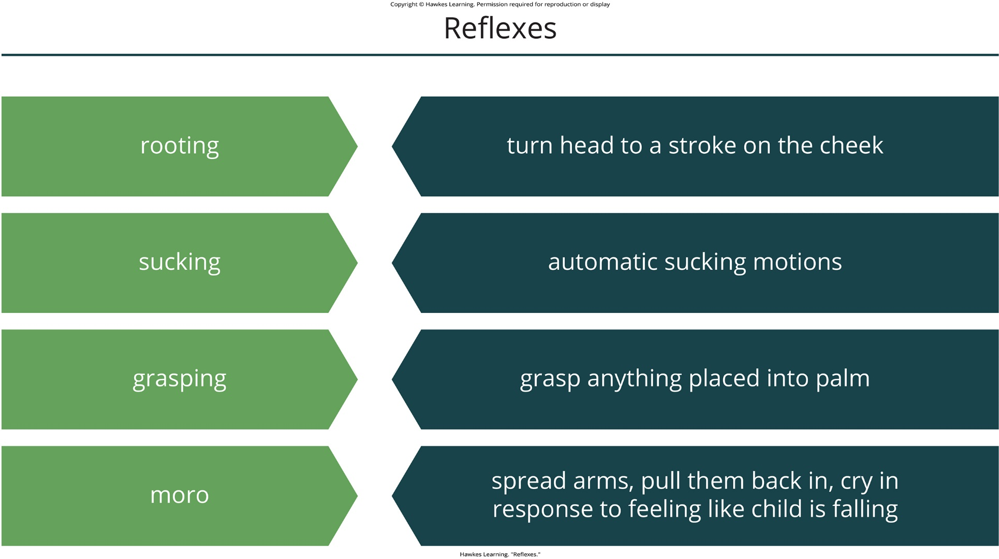 Copyright © Hawkes Learning. Permission required for reproduction or display
Reflexes
rooting
turn head to a stroke on the cheek
sucking
automatic sucking motions
grasping
grasp anything placed into palm
moro
spread arms, pull them back in, cry in
response to feeling like child is falling
Hawkes Learning. "Reflexes."